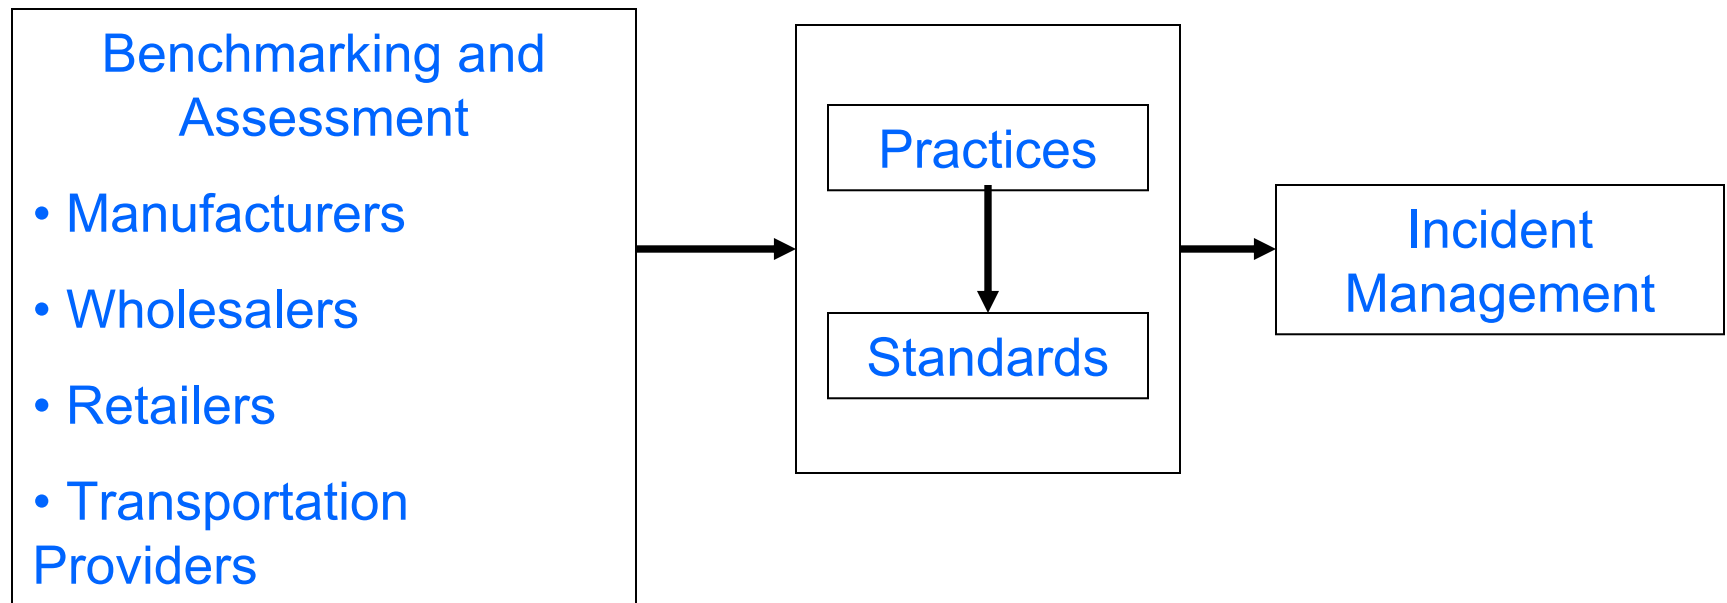 Benchmarking and
Assessment
• Manufacturers
• Wholesalers
• Retailers
• Transportation
Providers
Practices
Standards
Incident
Management